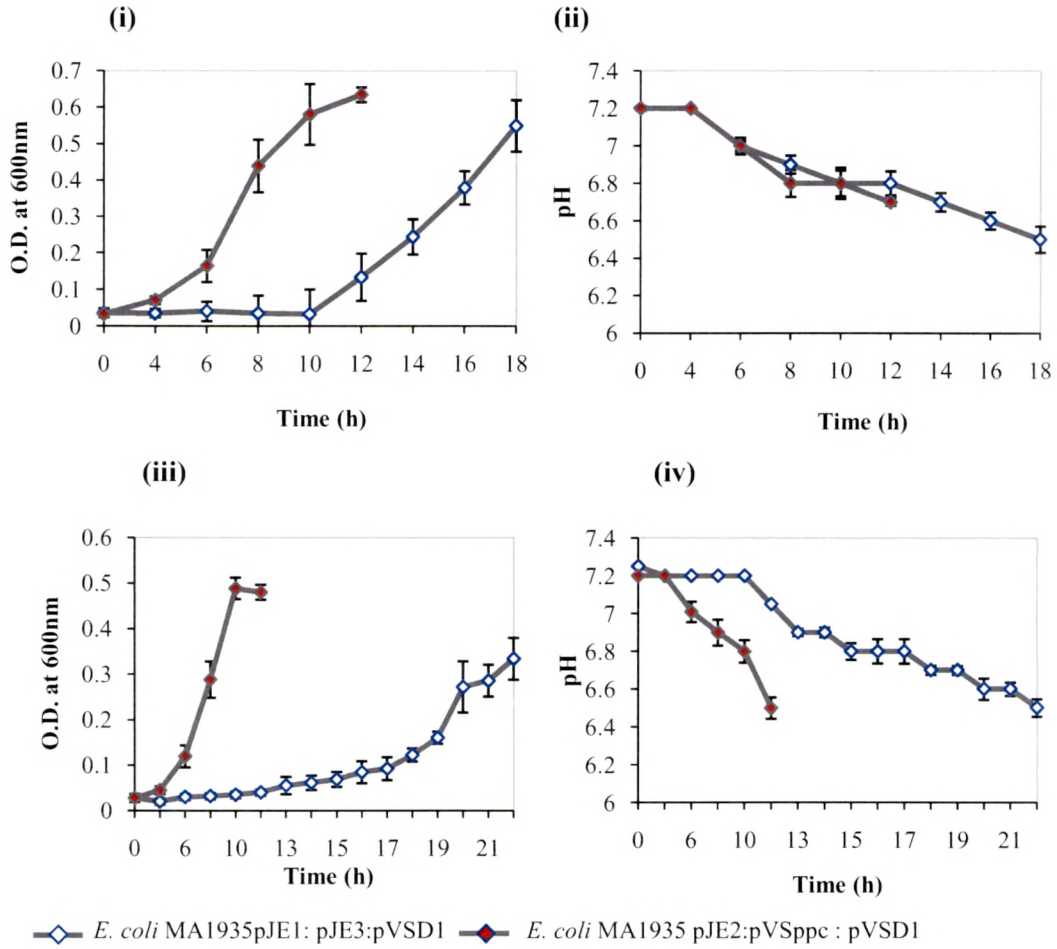 (i)
0.7
0.6
0.5
0.4
0.3
0.2
0.1
0
O.D. at 600nm
0 4 6 8 10 12 14 16 18
Time (h)
(ii)
7.4
7.2
7
6.8
6.6
6.4
6.2
6
pH
0 4 6 8 10 12 14 16 18
Time (h)
(iii)
0.6
0.5
0.4
0.3
0.2
0.1
0
O.D. at 600nm
0 6 10 13 15 17 19 21
Time (h)
(iv)
7.4
7.2
7
6.8
6.6
6.4
6.2
6
pH
0 6 10 13 15 17 19 21
Time (h)
E. coli MA1935pJE1: pJE3:pVSD1
E. coli MA1935 pJE2:pVSppc : pVSD1